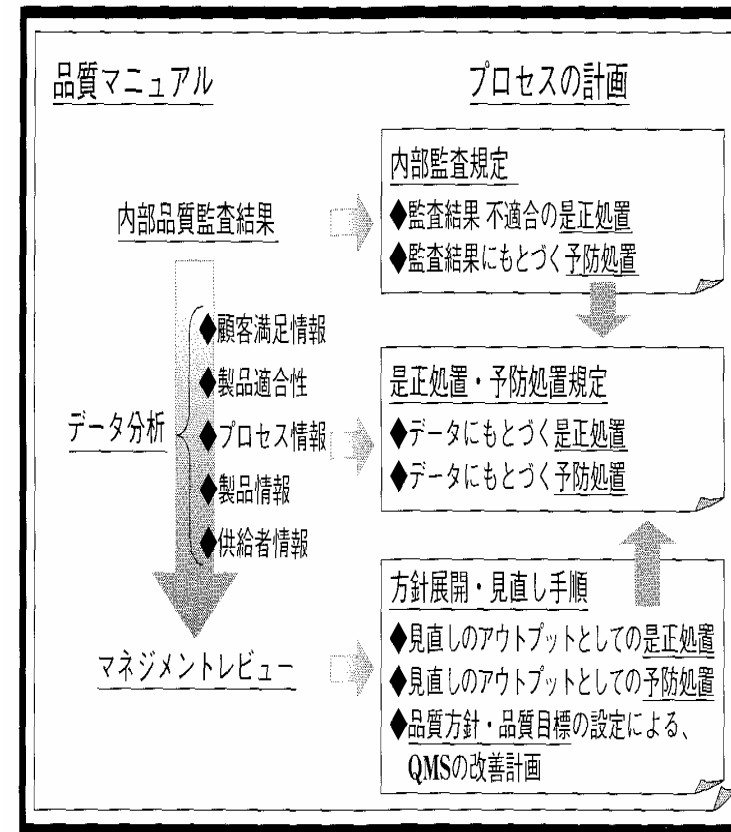 品質マニュアル
プロセスの計画
内部品質監査結果
データ分析
◆顧客満足情報
◆製品適合性
◆プロセス情報
◆製品情報
◆供給者情報
マネジメントレビュー
内部監査規定
◆監査結果 不適合の是正処置
◆監査結果にもとづく予防処置
是正処置・予防処置規定
◆データにもとづく是正処置
◆データにもとづく予防処置
方針展開・見直し手順
◆見直しのアウトプットとしての是正処置
◆見直しのアウトプットとしての予防処置
◆品質方針・品質目標の設定による、
QMSの改善計画